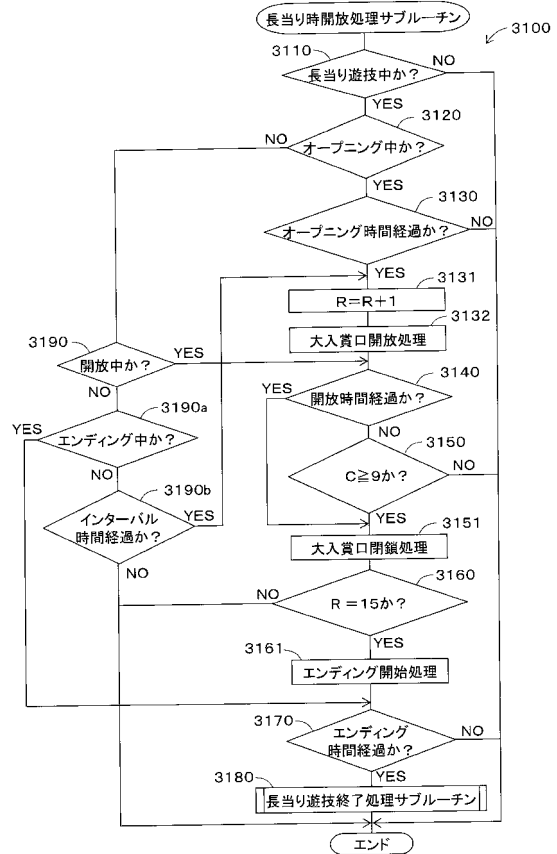 長当り時開放処理サブルーチン
3100
3110
長当り遊技中か？
NO
YES
3120
オープニング中か？
NO
YES
3130
オープニング時間経過か？
NO
YES
3131
R=R+1
3132
大入賞口開放処理
3190
開放中か？
YES
NO
3140
開放時間経過か？
YES
NO
3190a
エンディング中か？
YES
NO
3150
C≧9か？
NO
YES
3190b
インターバル
時間経過か？
YES
NO
3151
大入賞口閉鎖処理
3160
R＝15か？
NO
YES
3161
エンディング開始処理
3170
エンディング
時間経過か？
NO
YES
3180
長当り遊技終了処理サブルーチン
エンド